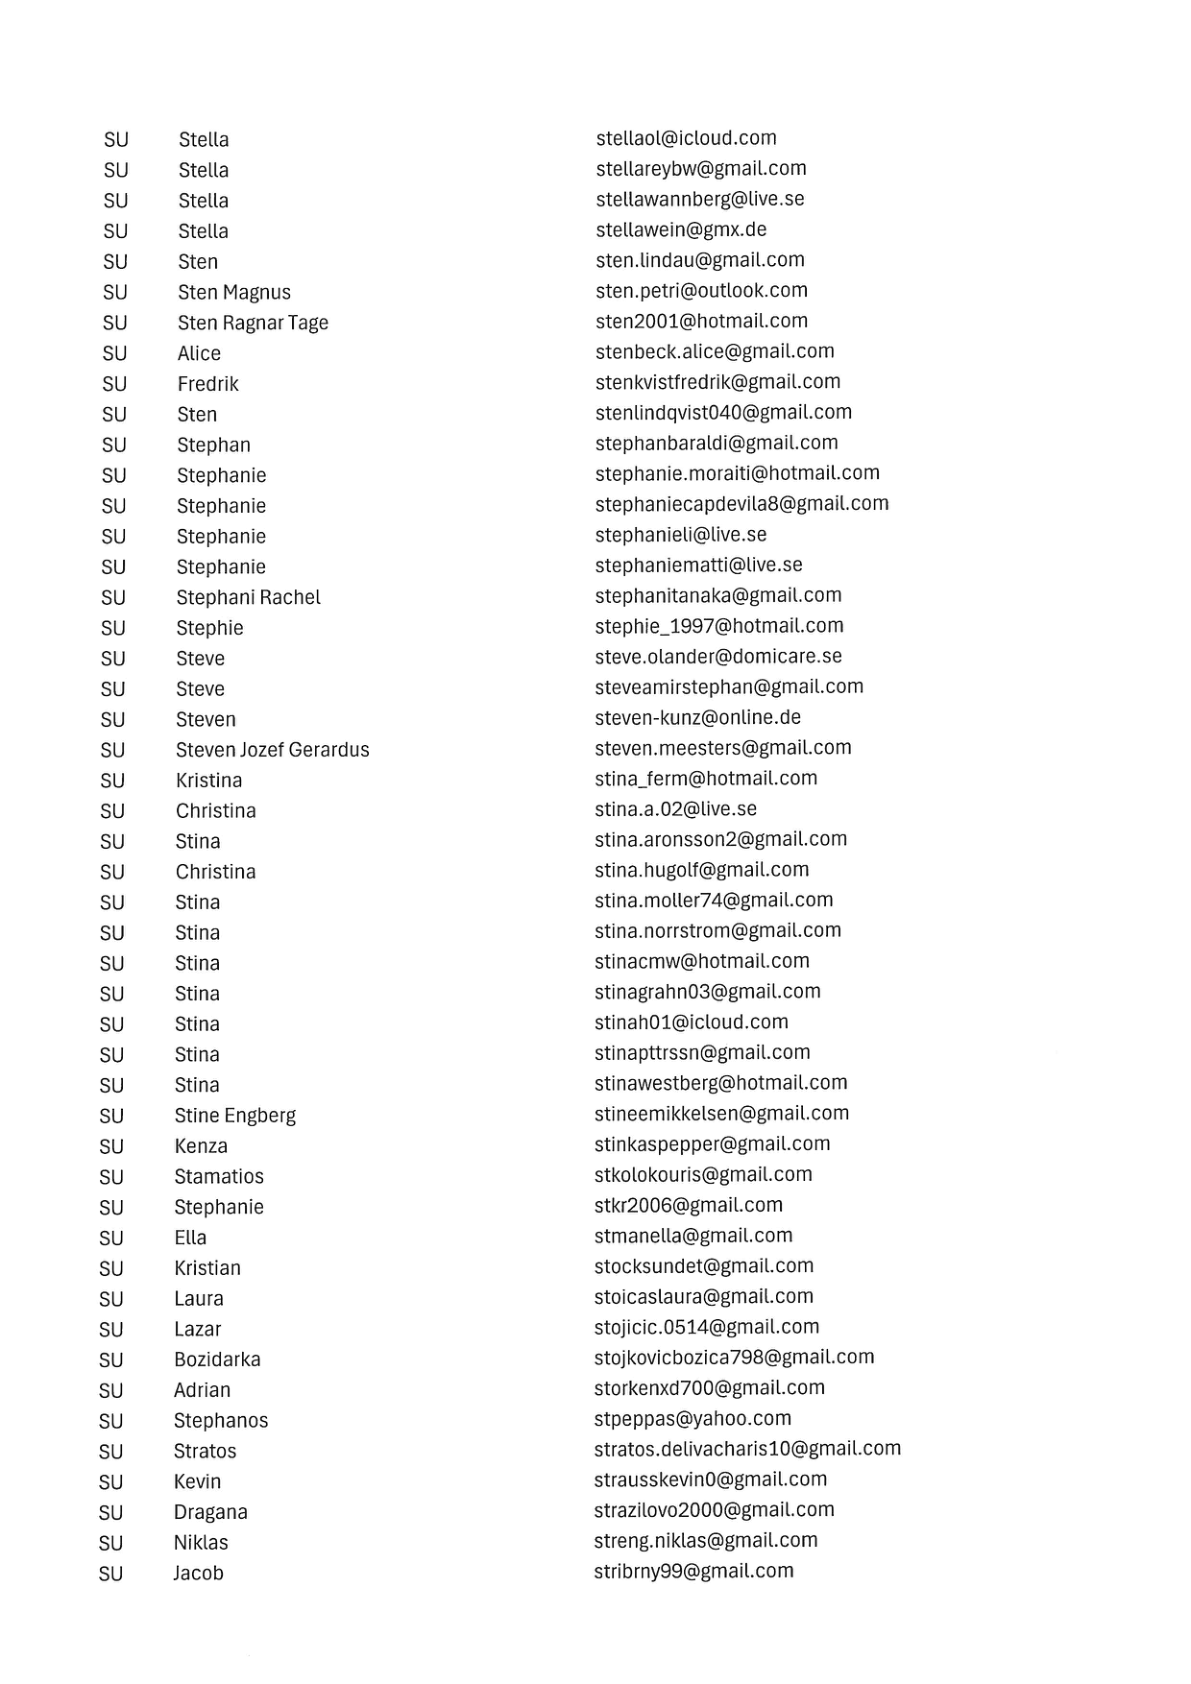 SU Stella stellaol@icloud.com
SU Stella stellareybw@gmail.com
SU Stella stellawannberg@live.se
SU Stella stellawein@gmx.de
SU Sten sten.lindau@gmail.com
SU Sten Magnus sten.petri@outlook.com
SU Sten Ragnar Tage sten2001@hotmail.com
SU Alice stenbeck.alice@gmail.com
SU Fredrik stenkvistfredrik@gmail.com
SU Sten stenlindqvist040@gmail.com
SU Stephan stephanbaraldi@gmail.com
SU Stephanie stephanie.moraiti@hotmail.com
SU Stephanie stephaniecapdevila8@gmail.com
SU Stephanie stephanieli@live.se
SU Stephanie stephaniematti@live.se
SU Stephani Rachel stephanitanaka@gmail.com
SU Stephie stephie_1997@hotmail.com
SU Steve steve.olander@domicare.se
SU Steve steveamirstephan@gmail.com
SU Steven steven-kunz@online.de
SU Steven Jozef Gerardus steven.meesters@gmail.com
SU Kristina stina_ferm@hotmail.com
SU Christina stina.a.02@live.se
SU Stina stina.aronsson2@gmail.com
SU Christina stina.hugolf@gmail.com
SU Stina stina.moller74@gmail.com
SU Stina stina.norrstrom@gmail.com
SU Stina stinacmw@hotmail.com
SU Stina stinagrahn03@gmail.com
SU Stina stinah01@icloud.com
SU Stina stinapttrssn@gmail.com
SU Stina stinawestberg@hotmail.com
SU Stine Engberg stineemikkelsen@gmail.com
SU Kenza stinkaspepper@gmail.com
SU Stamatios stkolokouris@gmail.com
SU Stephanie stkr2006@gmail.com
SU Ella stmanella@gmail.com
SU Kristian stocksundet@gmail.com
SU Laura stoicaslaura@gmail.com
SU Lazar stojicic.0514@gmail.com
SU Bozidarka stojkovicbozica798@gmail.com
SU Adrian storkenxd700@gmail.com
SU Stephanos stpeppas@yahoo.com
SU Stratos stratos.delivacharis10@gmail.com
SU Kevin strausskevin0@gmail.com
SU Dragana strazilovo2000@gmail.com
SU Niklas streng.niklas@gmail.com
SU Jacob stribrny99@gmail.com